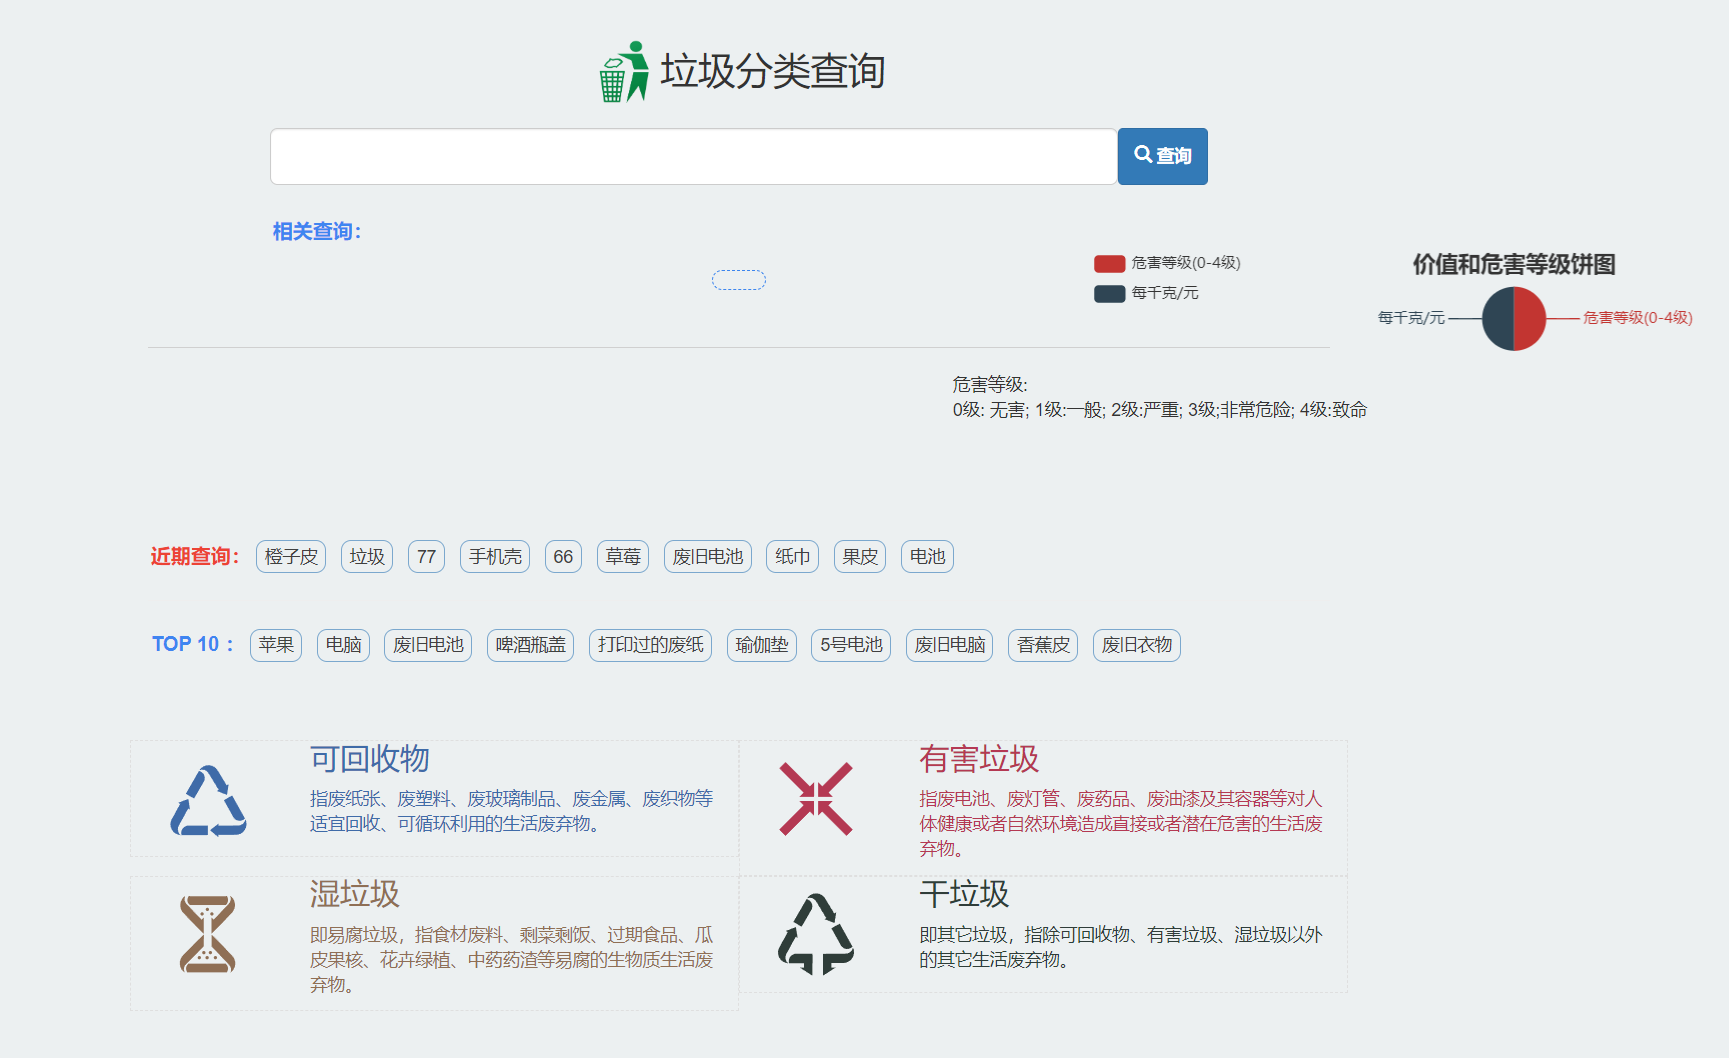 垃圾分类查询
查询
相关查询：
危害等级(0-4级)
每千克/元
价值和危害等级饼图
每千克/元
危害等级(0-4级)
危害等级:
0级: 无害; 1级:一般; 2级:严重; 3级;非常危险; 4级:致命
近期查询： 橙子皮 垃圾 77 手机壳 66 草莓 废旧电池 纸巾 果皮 电池
TOP 10 ： 苹果 电脑 废旧电池 啤酒瓶盖 打印过的废纸 瑜伽垫 5号电池 废旧电脑 香蕉皮 废旧衣物
可回收物
指废纸张、废塑料、废玻璃制品、废金属、废织物等
适宜回收、可循环利用的生活废弃物。
有害垃圾
指废电池、废灯管、废药品、废油漆及其容器等对人
体健康或者自然环境造成直接或者潜在危害的生活废
弃物。
湿垃圾
即易腐垃圾，指食材废料、剩菜剩饭、过期食品、瓜
皮果核、花卉绿植、中药药渣等易腐的生物质生活废
弃物。
干垃圾
即其它垃圾，指除可回收物、有害垃圾、湿垃圾以外
的其它生活废弃物。